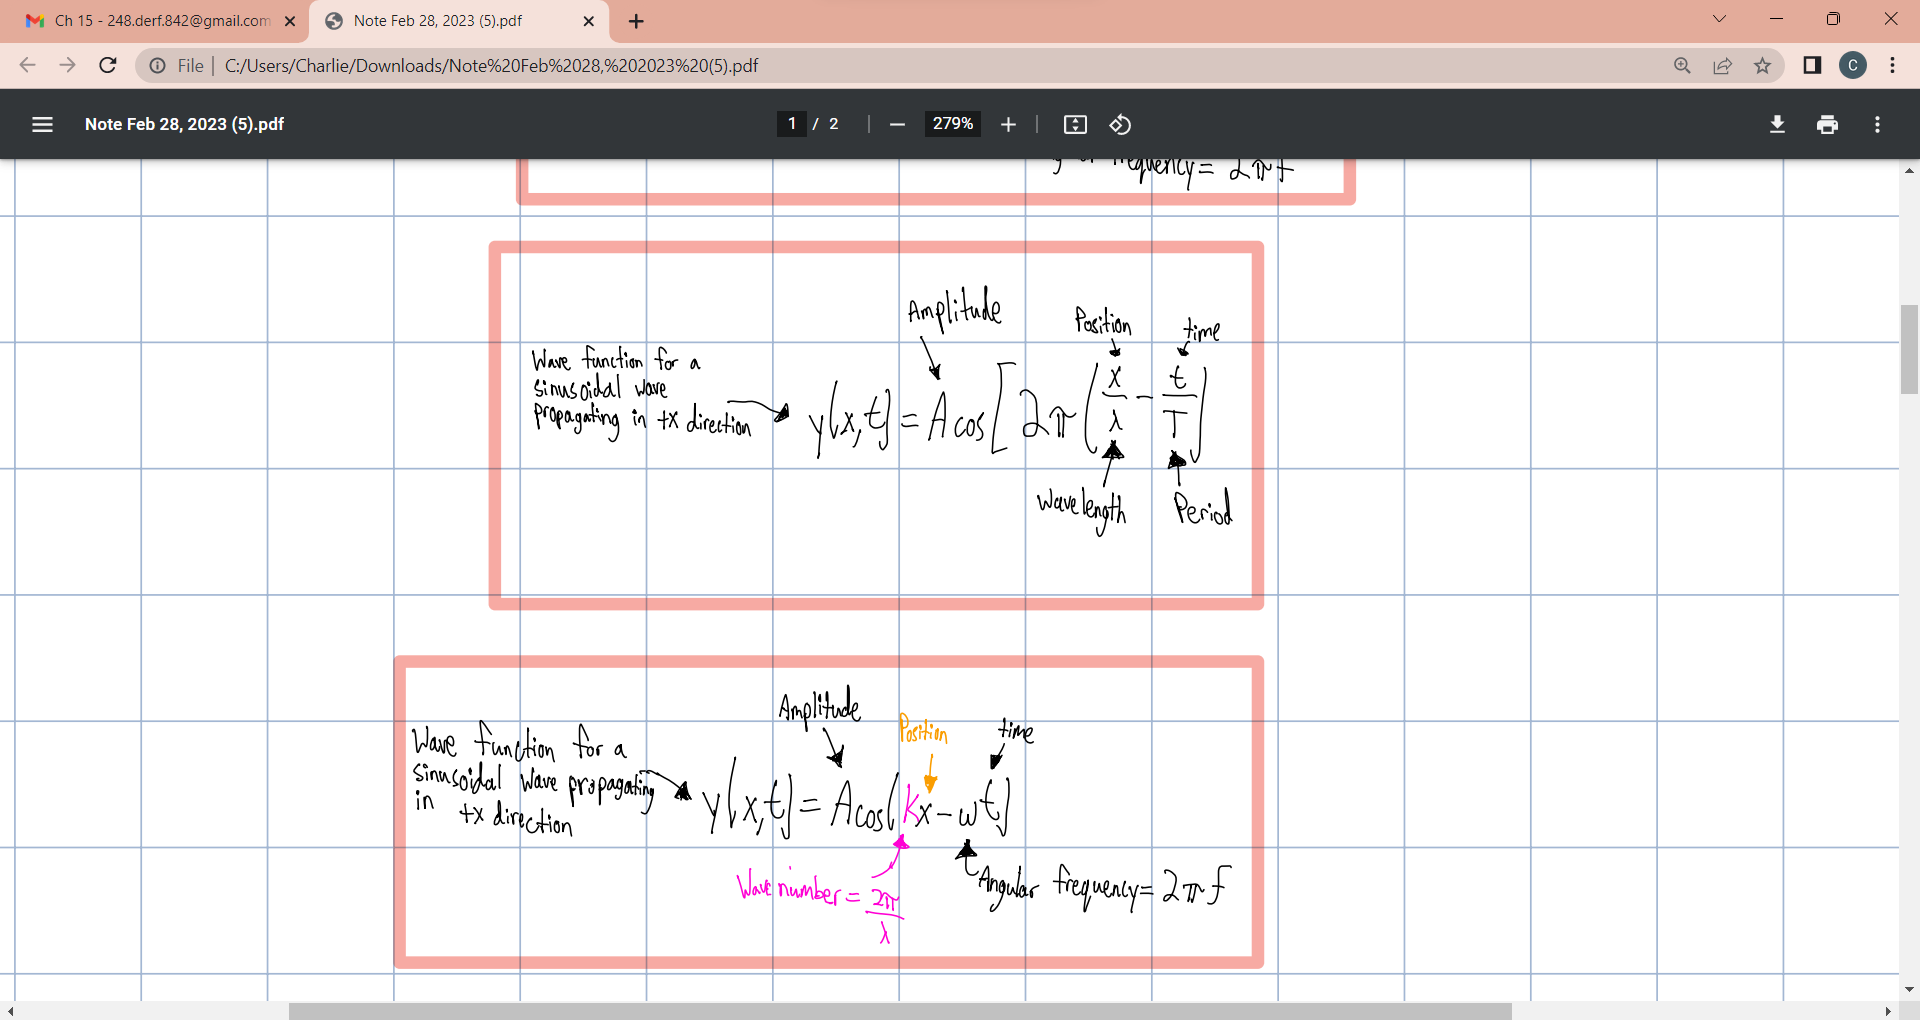 Ch 15 - 248.derf.842@gmail.com
Note Feb 28, 2023 (5).pdf
File
C:/Users/Charlie/Downloads/Note%20Feb%2028,%202023%20(5).pdf
C
Note Feb 28, 2023 (5).pdf
1 / 2
279%
frequency = 2πf
Amplitude
Position
time
Wave function for a
sinusoidal wave
propagating in +x direction
y(x,t) = A cos[2π(x/λ - t/T)
Wavelength
Period
Amplitude
Position
time
Wave function for a
sinusoidal wave propagating
in +x direction
y(x,t) = A cos(kx - ωt)
Wave number = 2π/λ
Angular frequency = 2πf